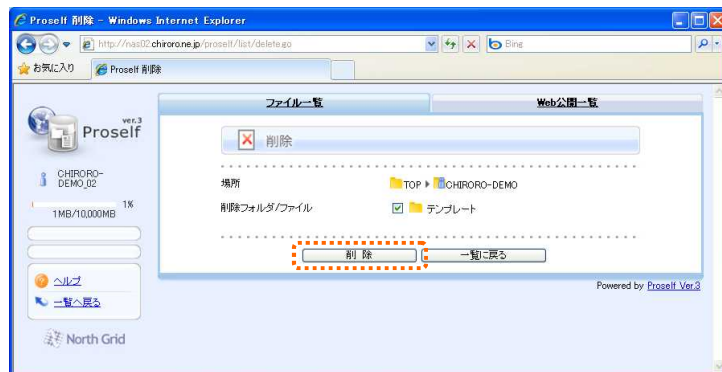 Proself 削除 - Windows Internet Explorer
http://nas02.chiroro.ne.jp/proself/list/delete.go
Bing
お気に入り
Proself 削除
ファイル一覧
Web公開一覧
ver.3
Proself
削除
CHIRORO-
DEMO_02
場所
TOP
CHIRORO-DEMO
1%
1MB/10,000MB
削除フォルダ/ファイル
テンプレート
削 除
一覧に戻る
ヘルプ
一覧へ戻る
Powered by Proself Ver.3
North Grid